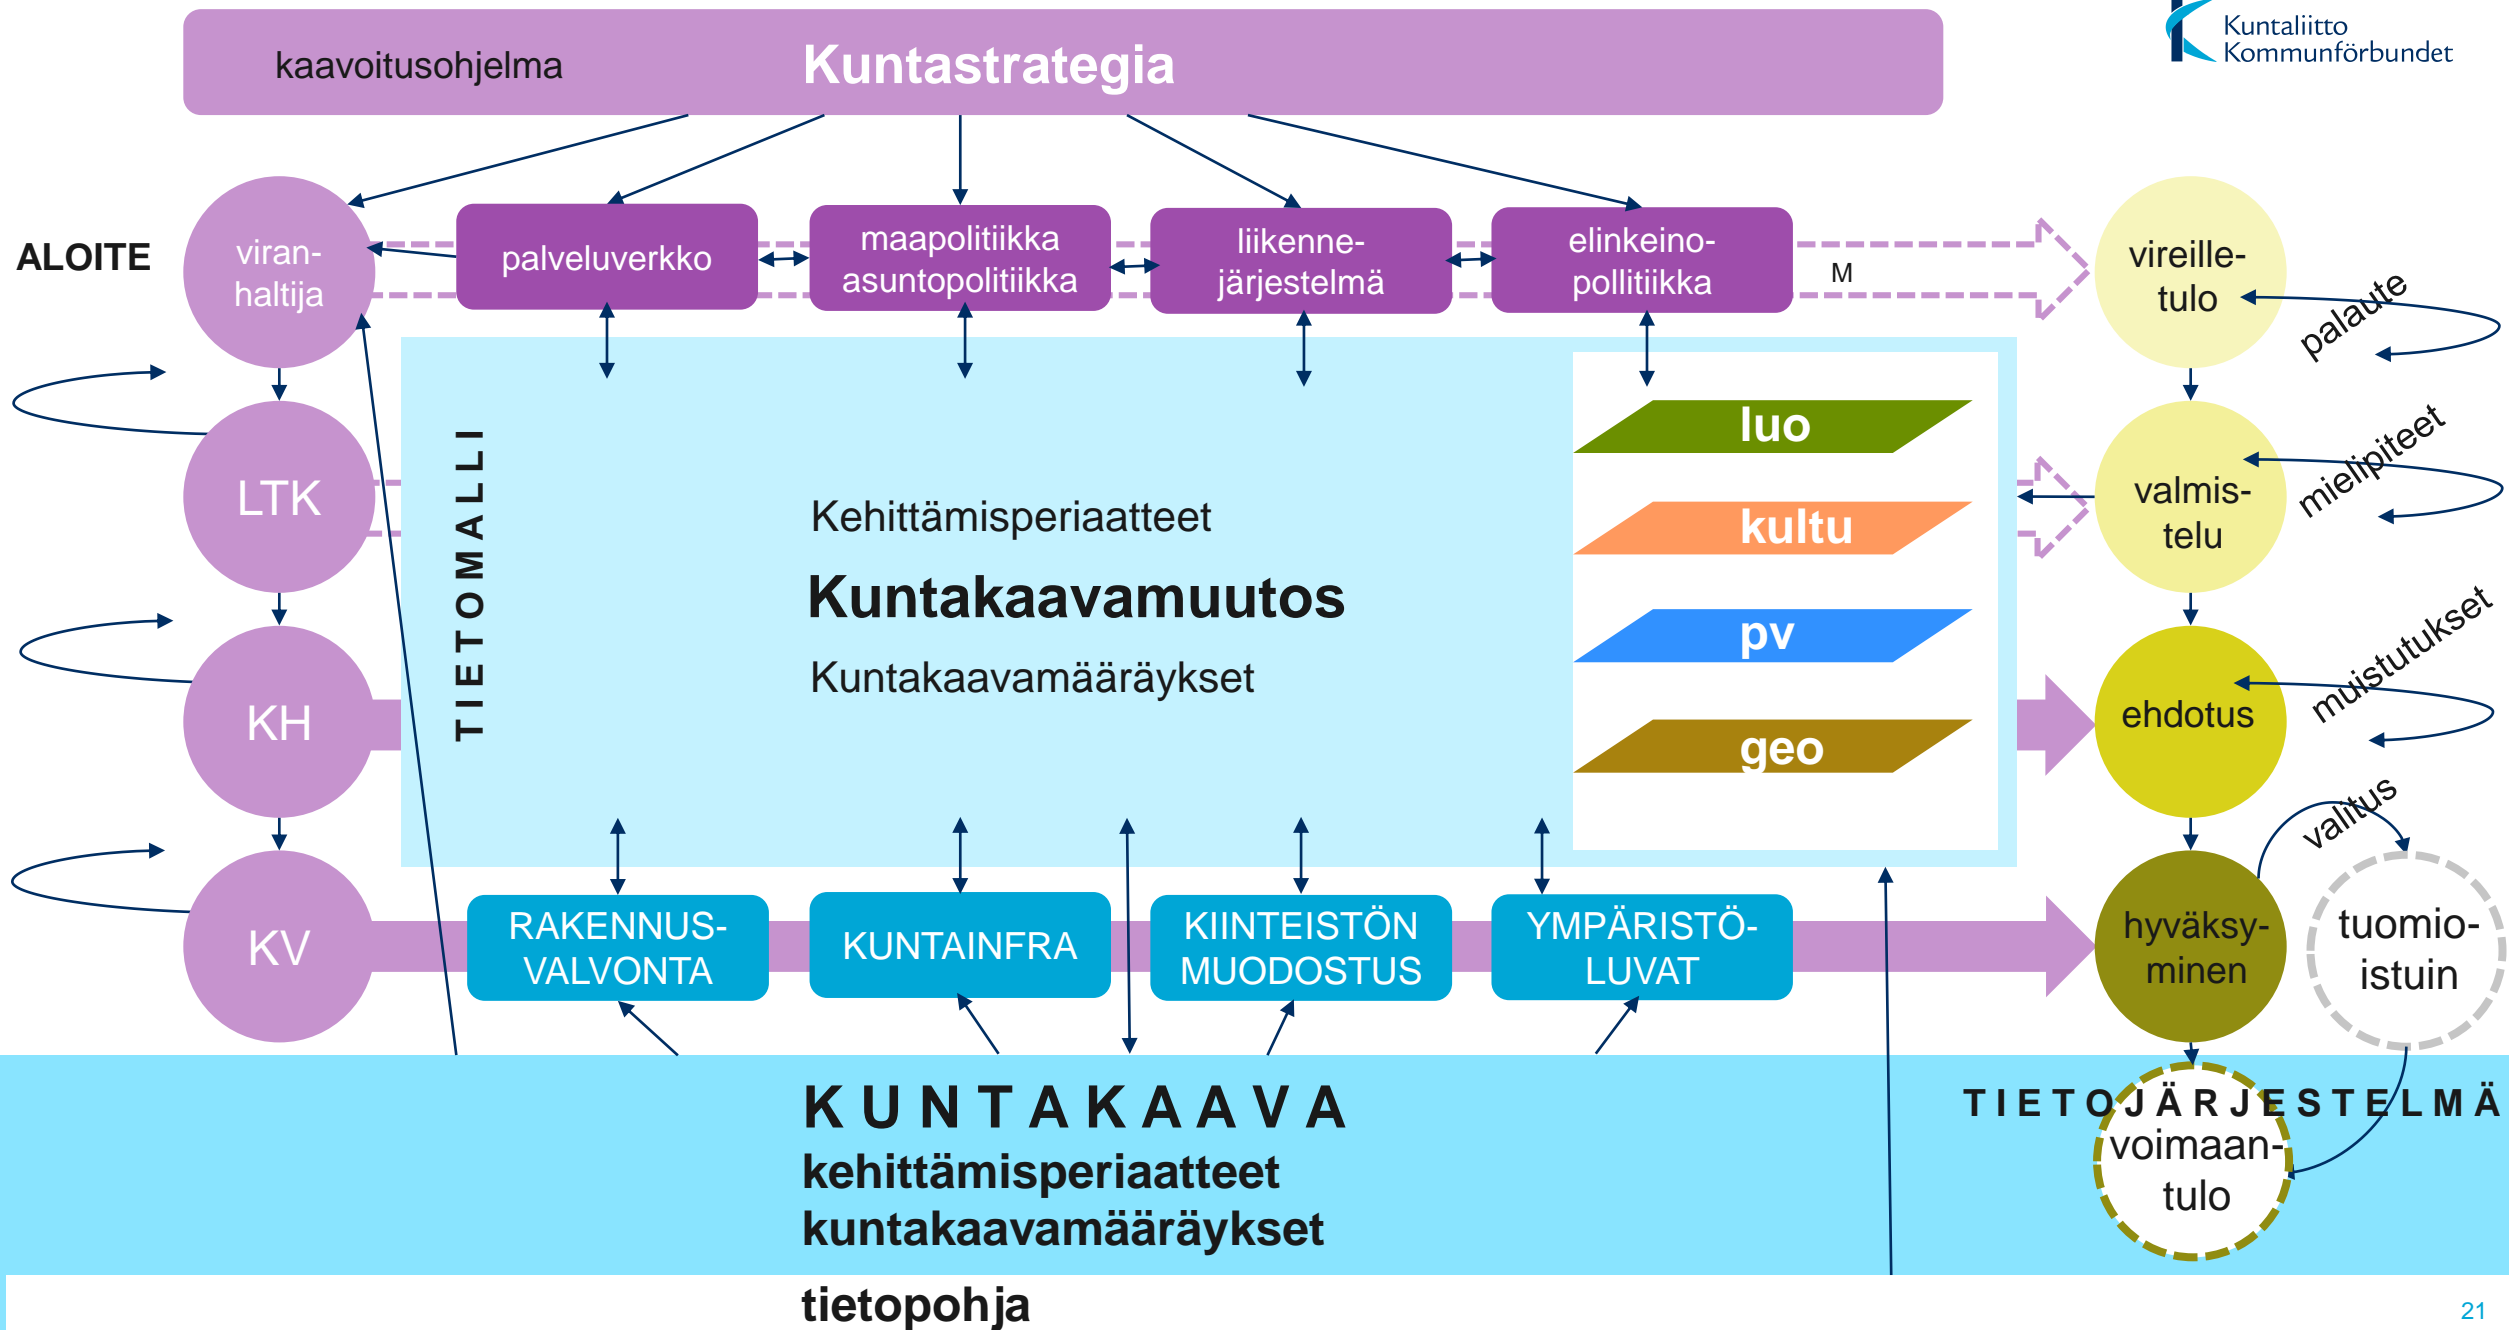 Kuntaliitto
Kommunförbundet
kaavoitusohjelma
Kuntastrategia
ALOITE
viran-
haltija
palveluverkko
maapolitiikka
asuntopolitiikka
liikenne-
järjestelmä
elinkeino-
pollitiikka
M
vireille-
tulo
palaute
LTK
KH
KV
TIETOMALLI
Kehittämisperiaatteet
Kuntakaavamuutos
Kuntakaavamääräykset
luo
kultu
pv
geo
valmis-
telu
mielipiteet
ehdotus
muistutukset
valitus
hyväksy-
minen
tuomio-
istuin
RAKENNUS-
VALVONTA
KUNTAINFRA
KIINTEISTÖN
MUODOSTUS
YMPÄRISTÖ-
LUVAT
KUNTAKAAVA
kehittämisperiaatteet
kuntakaavamääräykset
tietopohja
TIETOJÄRJESTELMÄ
voimaan-
tulo
21